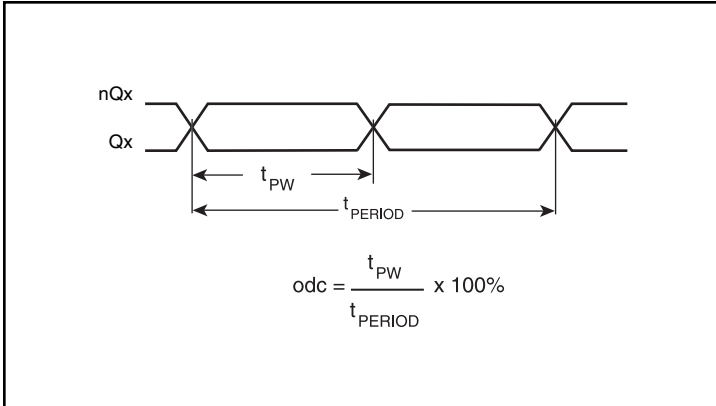 nQx
Qx
tPW
tPERIOD
odc = tPW / tPERIOD x 100%